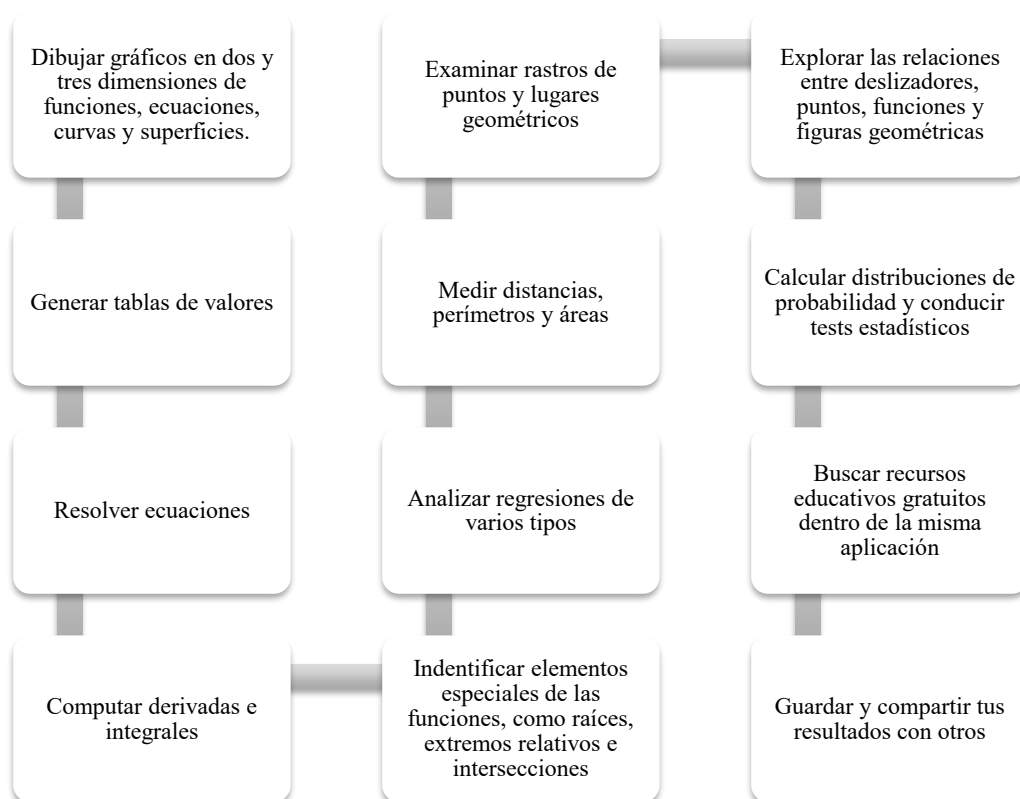 Dibujar gráficos en dos y
tres dimensiones de
funciones, ecuaciones,
curvas y superficies.
Generar tablas de valores
Resolver ecuaciones
Computar derivadas e
integrales
Indentificar elementos
especiales de las
funciones, como raíces,
extremos relativos e
intersecciones
Analizar regresiones de
varios tipos
Medir distancias,
perímetros y áreas
Examinar rastros de
puntos y lugares
geométricos
Explorar las relaciones
entre deslizadores,
puntos, funciones y
figuras geométricas
Calcular distribuciones de
probabilidad y conducir
tests estadísticos
Buscar recursos
educativos gratuitos
dentro de la misma
aplicación
Guardar y compartir tus
resultados con otros